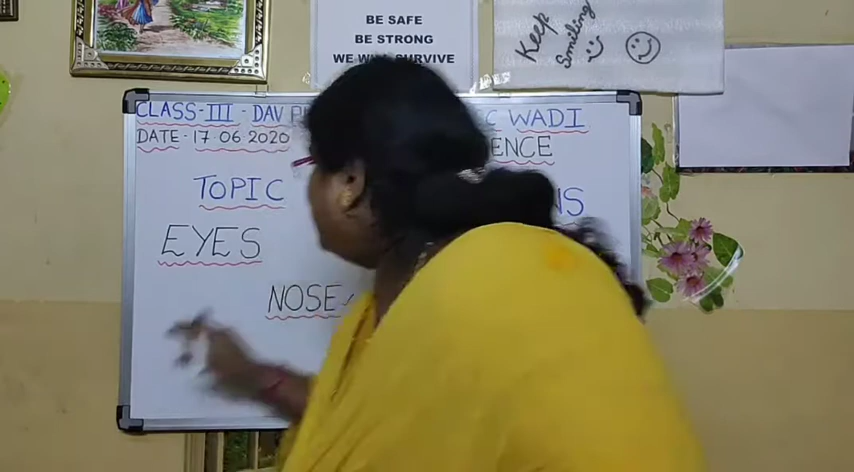 BE SAFE
BE STRONG
WE WILL SURVIVE
Keep
Smiling
CLASS-III- DAV WADI
DATE:-17.06.2020
TOPIC
EYES
NOSE